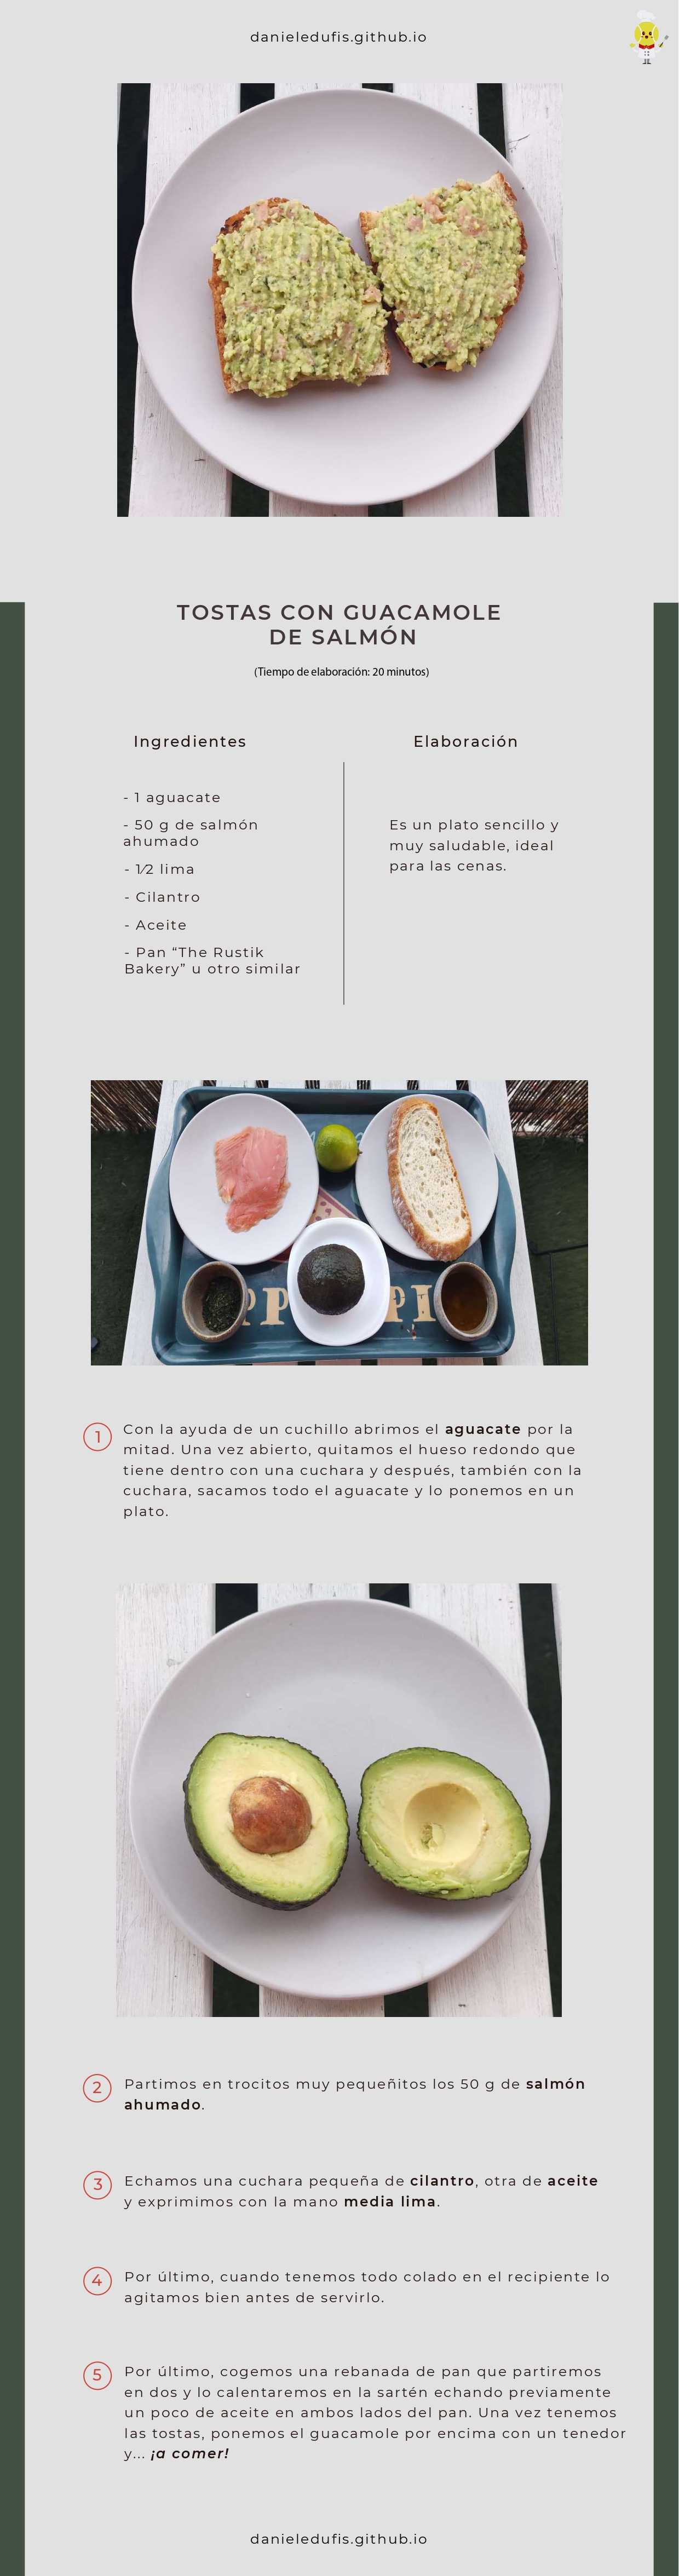 danieledufis.github.io
TOSTAS CON GUACAMOLE
DE SALMÓN
(Tiempo de elaboración: 20 minutos)
Ingredientes
- 1 aguacate
- 50 g de salmón
ahumado
- 1⁄2 lima
- Cilantro
- Aceite
- Pan “The Rustik
Bakery” u otro similar
Elaboración
Es un plato sencillo y
muy saludable, ideal
para las cenas.
1
Con la ayuda de un cuchillo abrimos el aguacate por la
mitad. Una vez abierto, quitamos el hueso redondo que
tiene dentro con una cuchara y después, también con la
cuchara, sacamos todo el aguacate y lo ponemos en un
plato.
2
Partimos en trocitos muy pequeñitos los 50 g de salmón
ahumado.
3
Echamos una cuchara pequeña de cilantro, otra de aceite
y exprimimos con la mano media lima.
4
Por último, cuando tenemos todo colado en el recipiente lo
agitamos bien antes de servirlo.
5
Por último, cogemos una rebanada de pan que partiremos
en dos y lo calentaremos en la sartén echando previamente
un poco de aceite en ambos lados del pan. Una vez tenemos
las tostas, ponemos el guacamole por encima con un tenedor
y... ¡a comer!
danieledufis.github.io